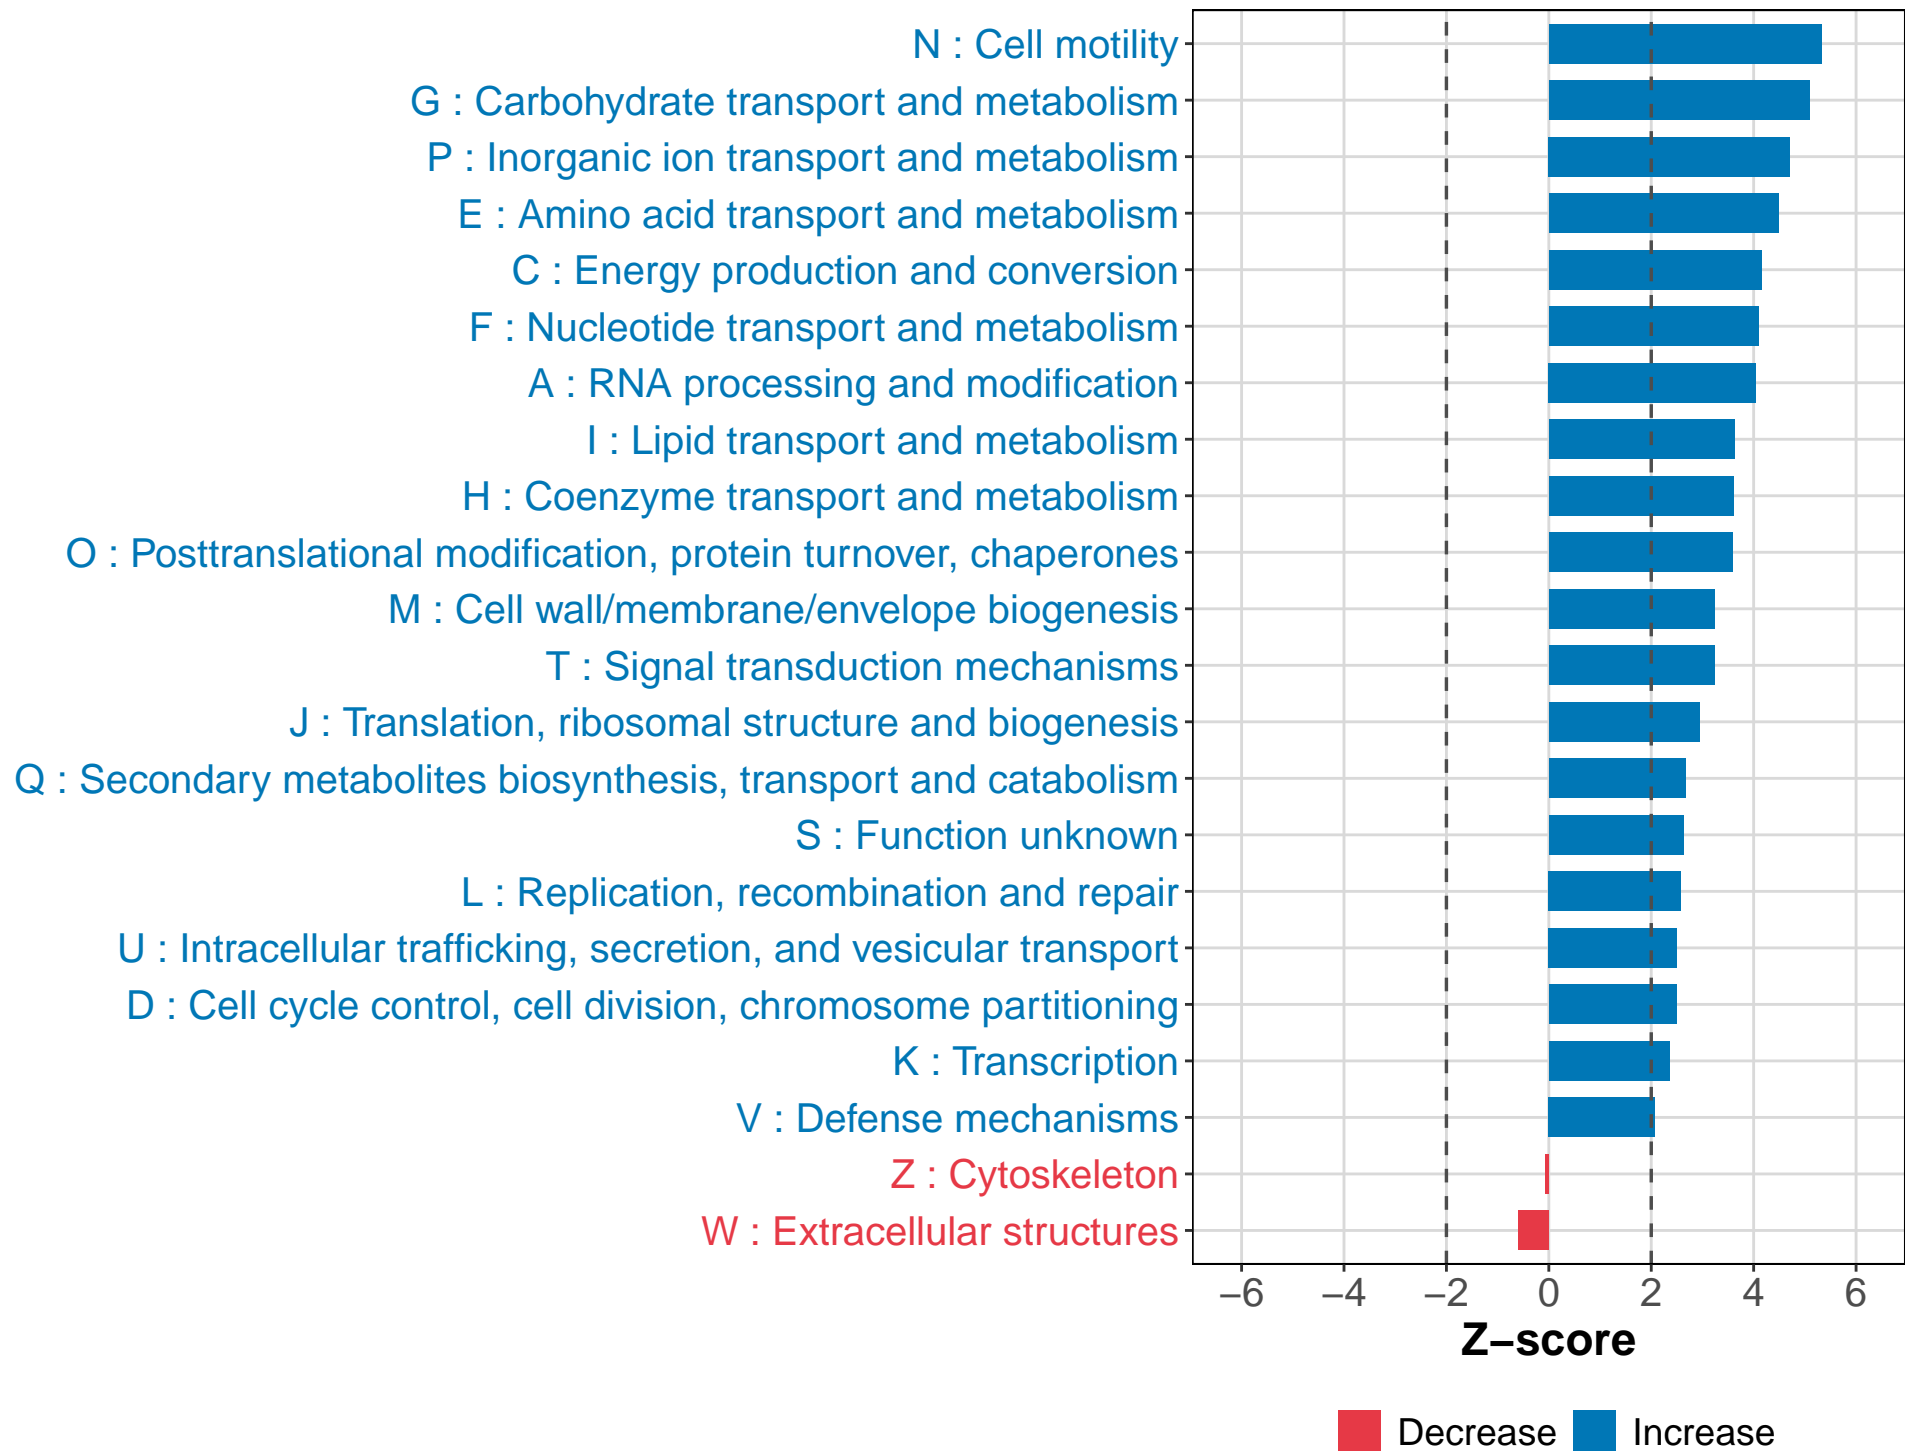 N : Cell motility
G : Carbohydrate transport and metabolism
P : Inorganic ion transport and metabolism
E : Amino acid transport and metabolism
C : Energy production and conversion
F : Nucleotide transport and metabolism
A : RNA processing and modification
I : Lipid transport and metabolism
H : Coenzyme transport and metabolism
O : Posttranslational modification, protein turnover, chaperones
M : Cell wall/membrane/envelope biogenesis
T : Signal transduction mechanisms
J : Translation, ribosomal structure and biogenesis
Q : Secondary metabolites biosynthesis, transport and catabolism
S : Function unknown
L : Replication, recombination and repair
U : Intracellular trafficking, secretion, and vesicular transport
D : Cell cycle control, cell division, chromosome partitioning
K : Transcription
V : Defense mechanisms
Z : Cytoskeleton
W : Extracellular structures
−6 −4 −2 0 2 4 6
Z−score
Decrease Increase